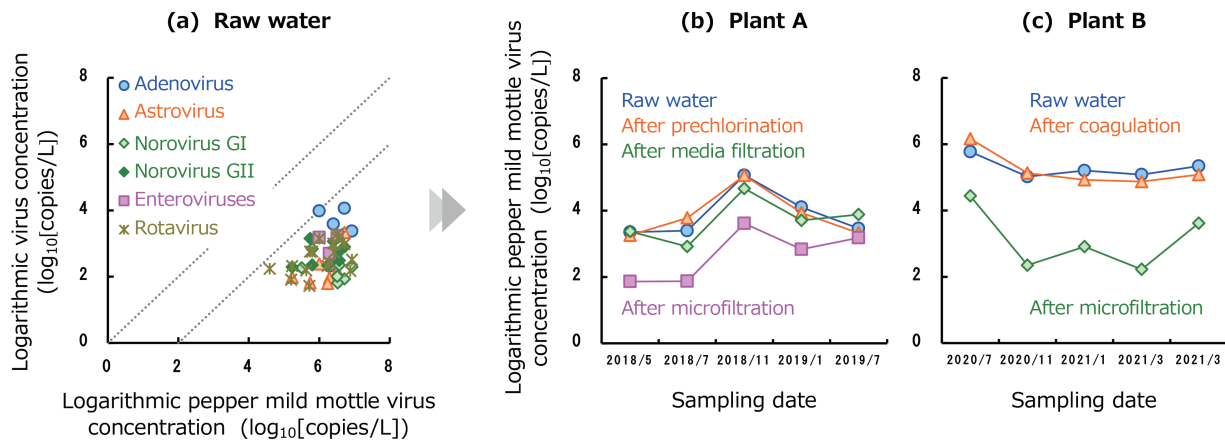 (a) Raw water
Logarithmic virus concentration
(log10[copies/L])
8
6
4
2
0
Adenovirus
Astrovirus
Norovirus GI
Norovirus GII
Enteroviruses
Rotavirus
0 2 4 6 8
Logarithmic pepper mild mottle virus
concentration (log10[copies/L])
(b) Plant A
Logarithmic pepper mild mottle virus
concentration (log10[copies/L])
8
6
4
2
0
Raw water
After prechlorination
After media filtration
After microfiltration
2018/5 2018/7 2018/11 2019/1 2019/7
Sampling date
(c) Plant B
8
6
4
2
0
Raw water
After coagulation
After microfiltration
2020/7 2020/11 2021/1 2021/3 2021/3
Sampling date